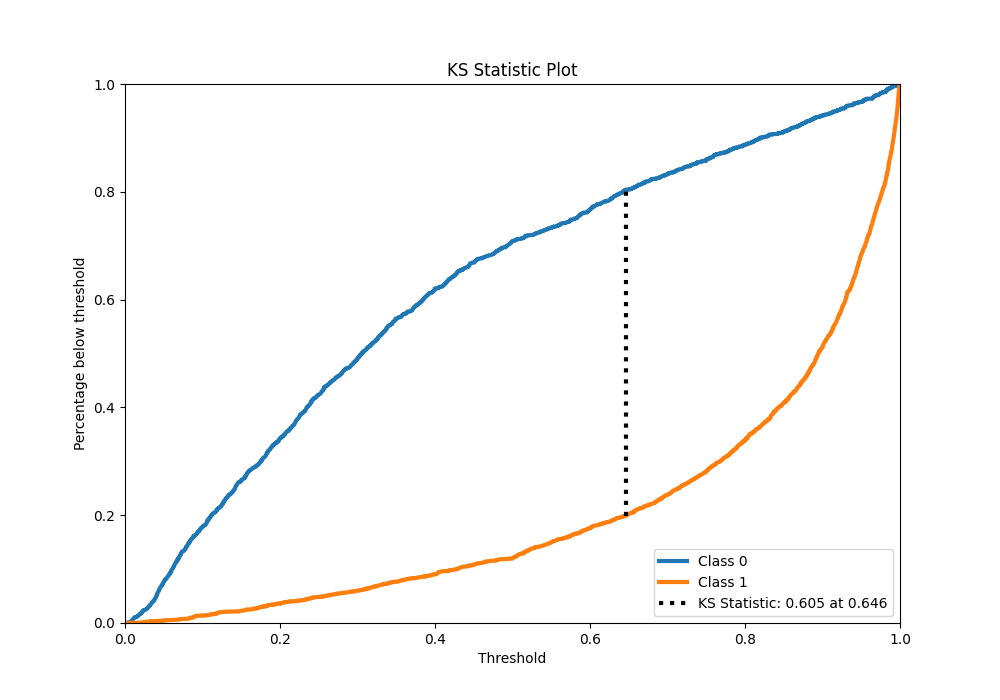 KS Statistic Plot
1.0
0.8
0.6
0.4
0.2
0.0
Percentage below threshold
0.0 0.2 0.4 0.6 0.8 1.0
Threshold
Class 0
Class 1
KS Statistic: 0.605 at 0.646